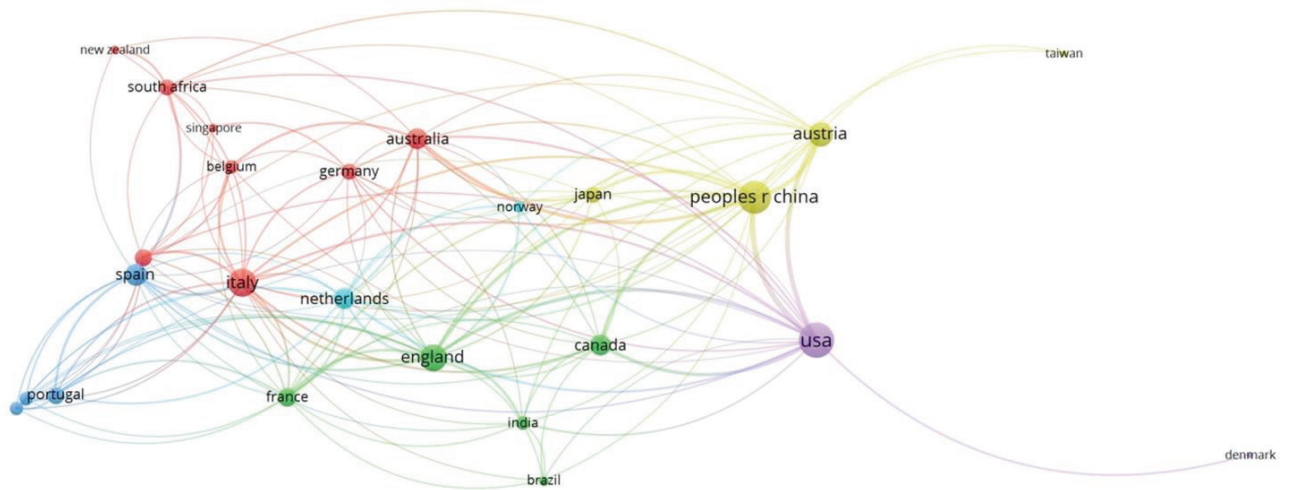 new zealand
taiwan
south africa
singapore
australia
austria
belgium
germany
japan
peoples r china
norway
spain
italy
netherlands
usa
canada
england
portugal
france
india
denmark
brazil